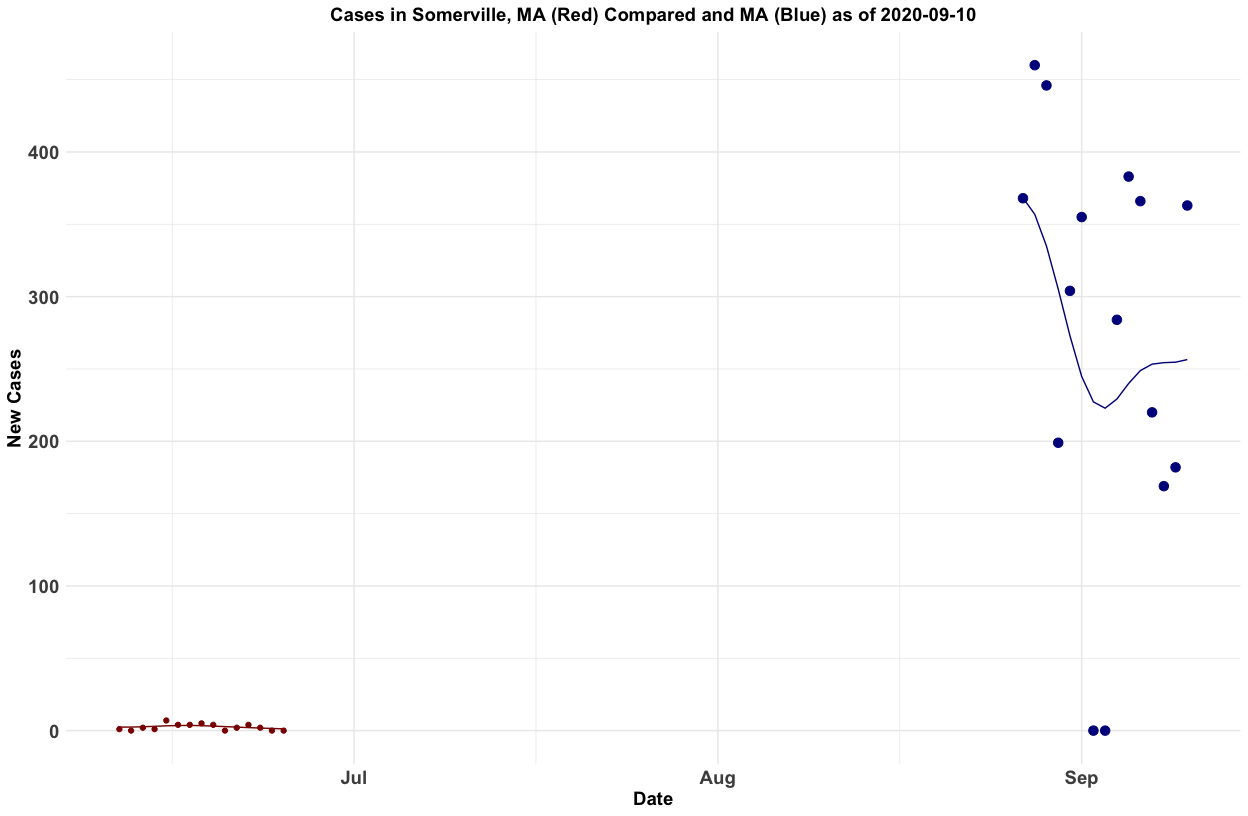 Cases in Somerville, MA (Red) Compared and MA (Blue) as of 2020-09-10
New Cases
400
300
200
100
0
Jul Aug Sep
Date